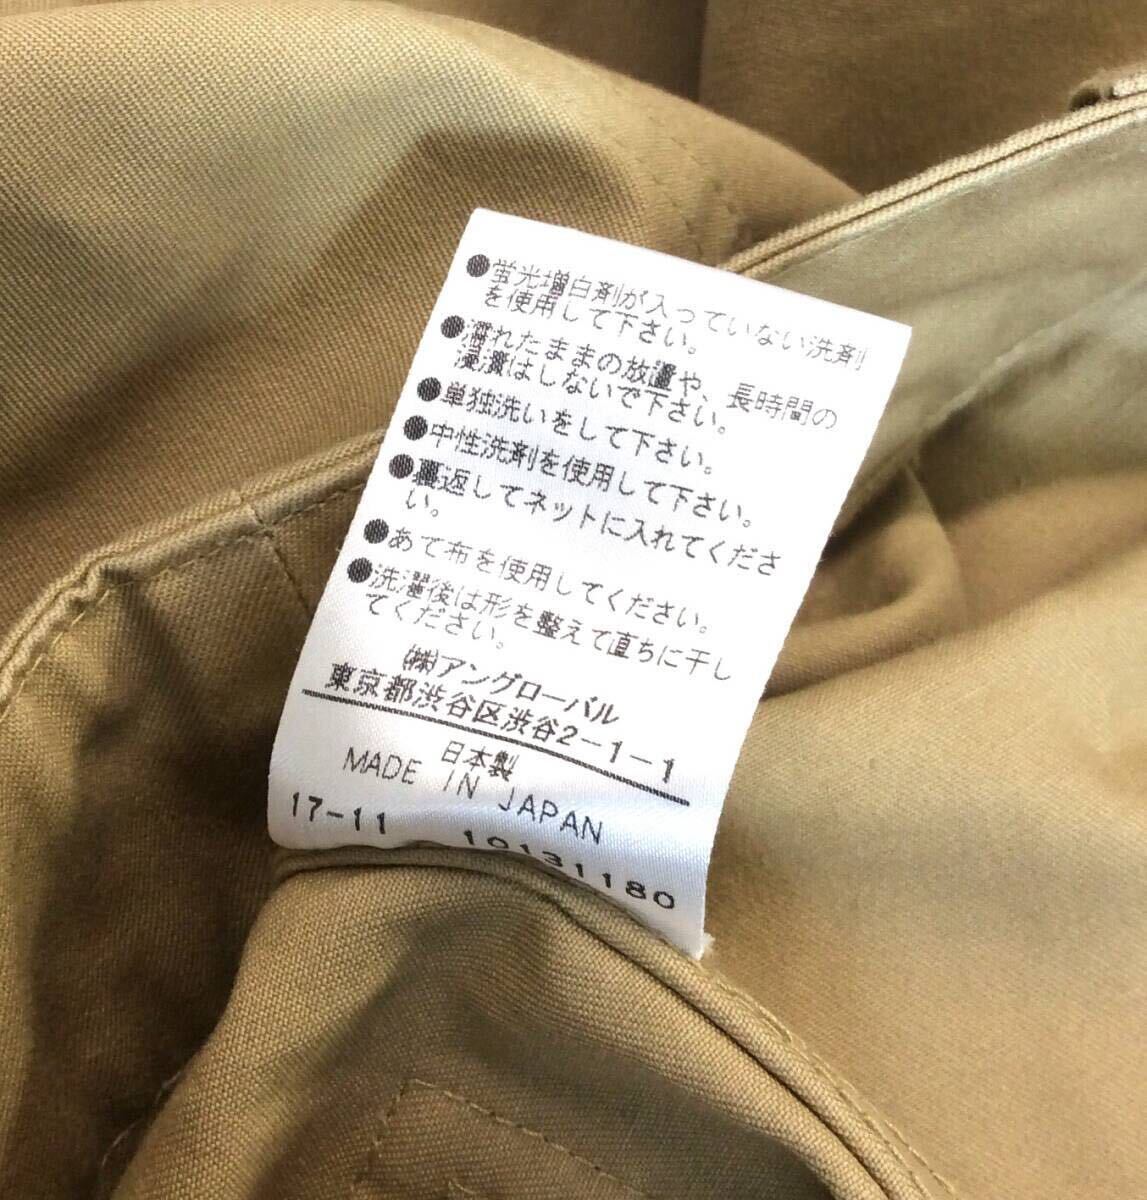 ●蛍光増白剤が入っていない洗剤
を使用して下さい。
●濡れたままの放置や、長時間の
浸漬はしないで下さい。
●単独洗いをして下さい。
●中性洗剤を使用して下さい。
●裏返してネットに入れてくださ
い。
●あて布を使用してください。
●洗濯後は形を整えて直ちに干し
てください。
㈱アングローバル
東京都渋谷区渋谷2-1-1
日本製
MADE IN JAPAN
17-11 10131180